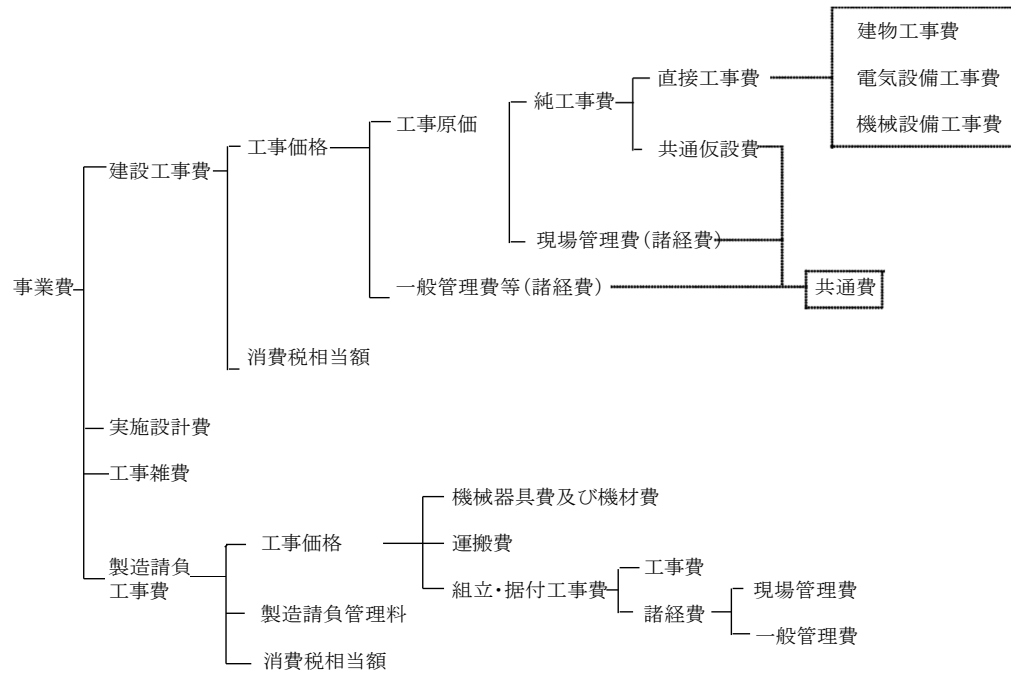 建物工事費
直接工事費
電気設備工事費
純工事費
工事原価
機械設備工事費
工事価格
共通仮設費
建設工事費
現場管理費(諸経費)
事業費
一般管理費等(諸経費)
共通費
消費税相当額
実施設計費
工事雑費
機械器具費及び機材費
工事価格
運搬費
製造請負
工事費
組立・据付工事費
工事費
諸経費
現場管理費
製造請負管理料
一般管理費
消費税相当額